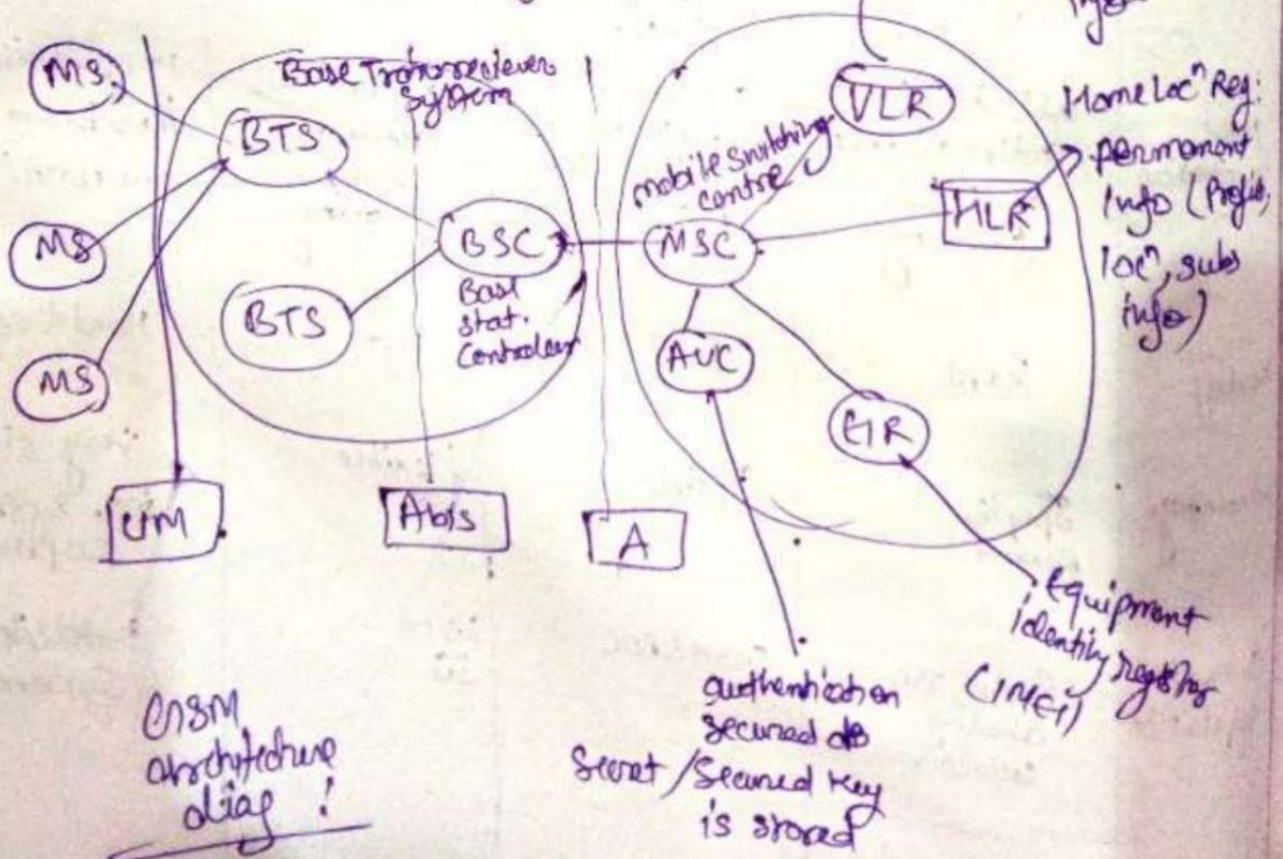 MS
Base Transreciever
System
BTS
MS
BSC
Base
Stat.
Controller
BTS
MS
UM
Abis
A
VLR
mobile switching
centre
MSC
HLR
AUC
EIR
Home Locⁿ Reg:
permanent
Info (Profile,
locⁿ, subs
info)
Equipment
identity register
(IMEI)
authentication
secured db
Secret/Secured key
is stored
GSM
architecture
diag !